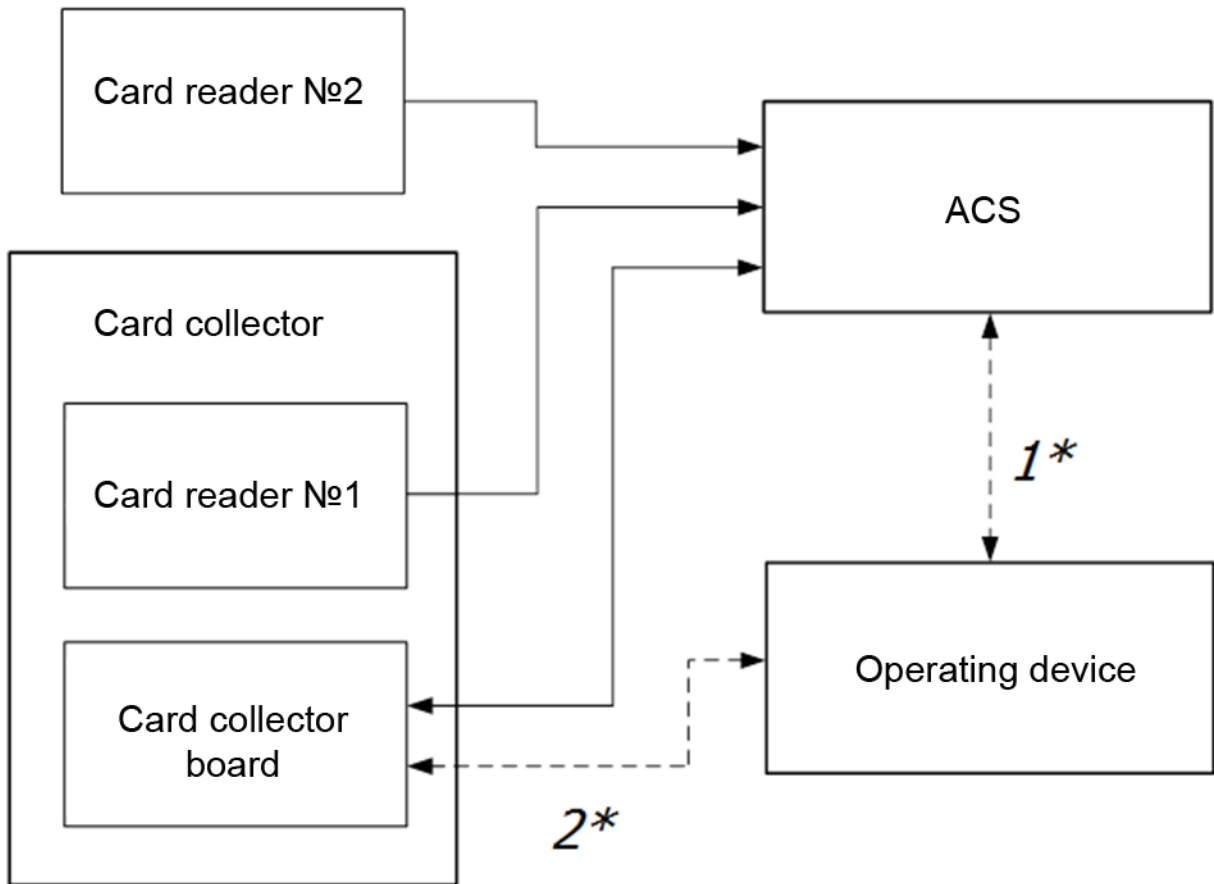 Card reader №2
ACS
Card collector
1*
Card reader №1
Operating device
Card collector
board
2*